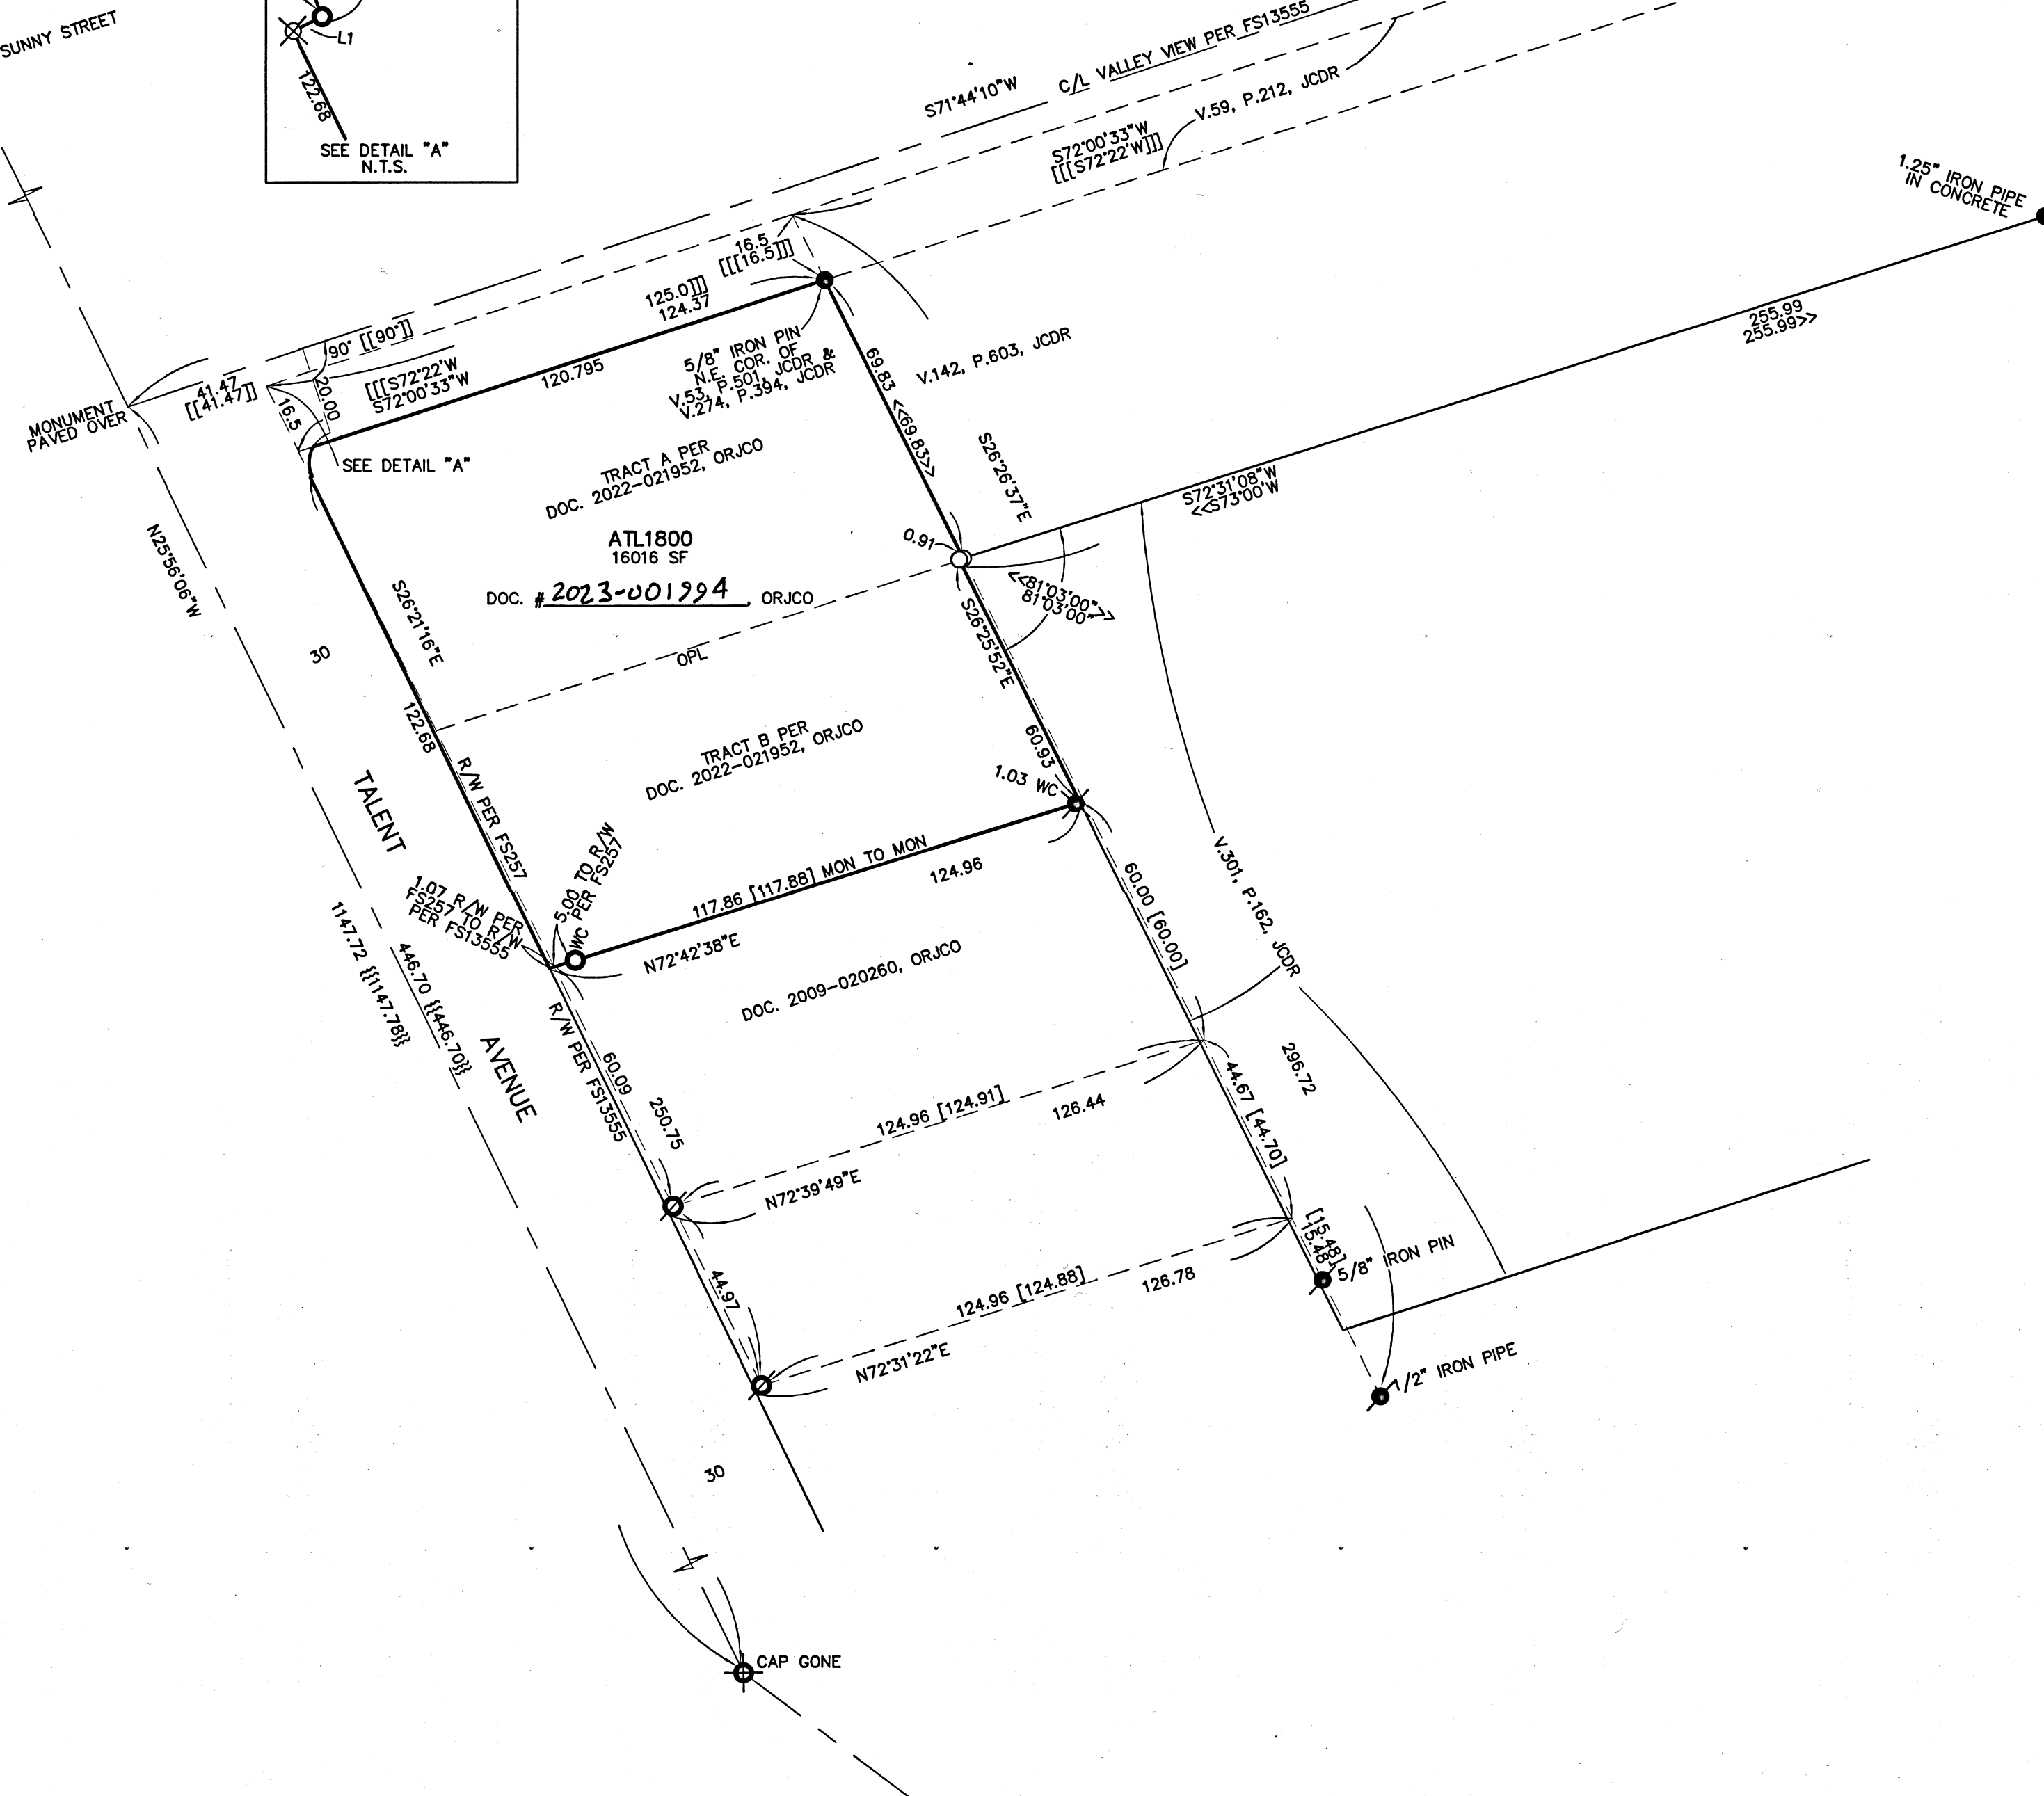 SUNNY STREET
L1
122.68
SEE DETAIL "A"
N.T.S.
S71°44'10"W
C/L VALLEY VIEW PER FS13555
V.59, P.212, JCDR
S72°00'33"W
[[[S72°22'W]]]
1.25" IRON PIPE
IN CONCRETE
16.5
[[[16.5]]]
125.0]]]
124.37
90° [[90°]]
41.47
[[41.47]]
MONUMENT
PAVED OVER
20.00
16.5
[[[S72°22'W
S72°00'33"W
120.795
5/8" IRON PIN
N.E. COR. OF
V.53, P.501, JCDR &
V.274, P.394, JCDR
69.83 <<69.83>>
V.142, P.603, JCDR
255.99
255.99>>
SEE DETAIL "A"
TRACT A PER
DOC. 2022-021952, ORJCO
S26°26'37"E
S72°31'08"W
<<S73°00'W
ATL1800
16016 SF
DOC. # 2023-001994, ORJCO
0.91
<<81°03'00">>
81°03'00"
N25°56'06"W
30
S26°21'16"E
OPL
S26°25'52"E
122.68
R/W PER FS257
TRACT B PER
DOC. 2022-021952, ORJCO
60.93
1.03 WC
TALENT
AVENUE
5.00 TO R/W
WC PER FS257
117.86 [117.88] MON TO MON
124.96
1.07 R/W PER
FS257 TO R/W
PER FS13555
N72°42'38"E
60.00 [60.00]
V.301, P.162, JCDR
1147.72 {{{1147.78}}}
446.70 {{{446.70}}}
DOC. 2009-020260, ORJCO
R/W PER FS13555
60.09
250.75
124.96 [124.91]
126.44
44.67 [44.70]
296.72
N72°39'49"E
[15.48]
15.48
5/8" IRON PIN
44.97
124.96 [124.88]
126.78
N72°31'22"E
1/2" IRON PIPE
30
CAP GONE